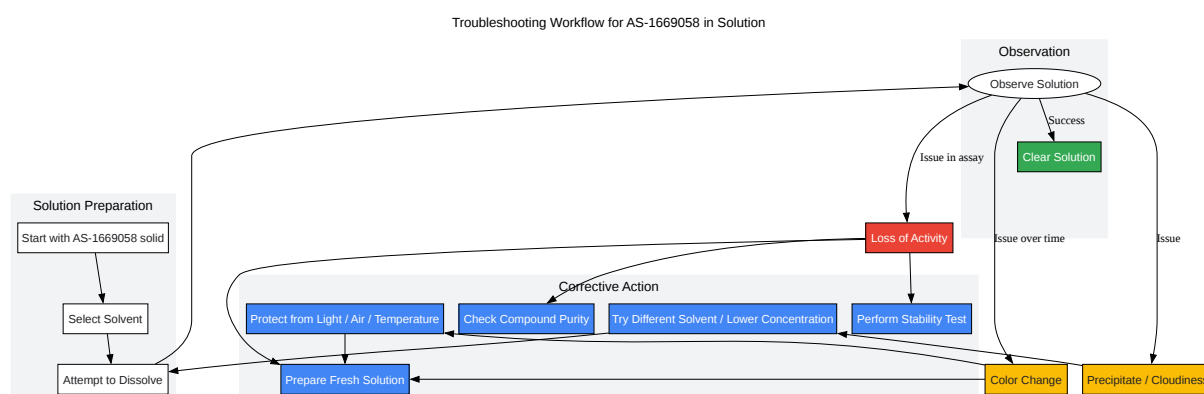 Troubleshooting Workflow for AS-1669058 in Solution
Observation
Observe Solution
Success
Clear Solution
Issue in assay
Solution Preparation
Start with AS-1669058 solid
Loss of Activity
Issue over time
Issue
Corrective Action
Select Solvent
Protect from Light / Air / Temperature
Check Compound Purity
Try Different Solvent / Lower Concentration
Perform Stability Test
Attempt to Dissolve
Prepare Fresh Solution
Color Change
Precipitate / Cloudiness